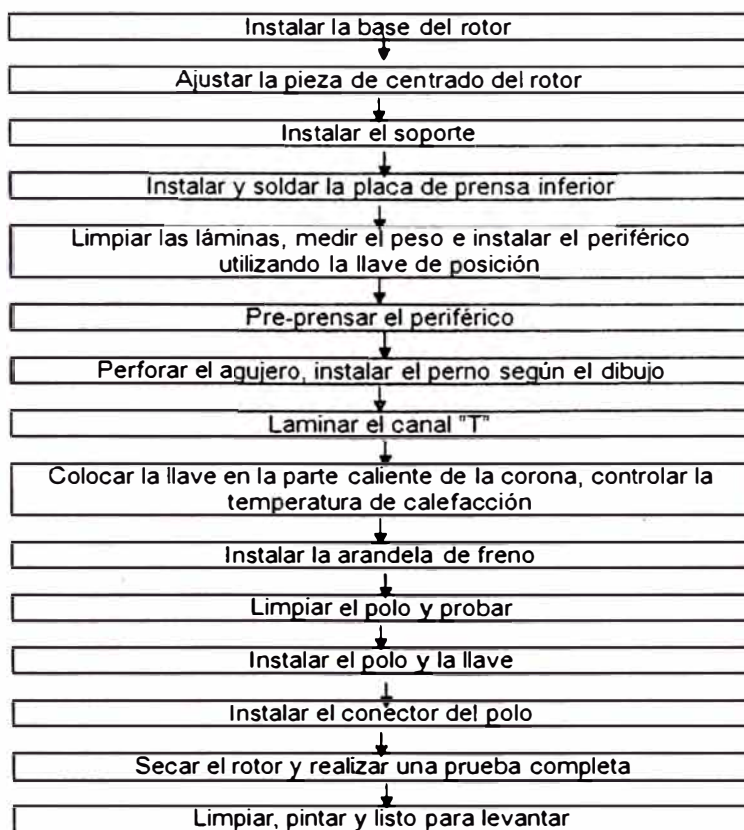 Instalar la base del rotor
Ajustar la pieza de centrado del rotor
Instalar el soporte
Instalar y soldar la placa de prensa inferior
Limpiar las láminas, medir el peso e instalar el periférico
utilizando la llave de posición
Pre-prensar el periférico
Perforar el agujero, instalar el perno según el dibujo
Laminar el canal "T"
Colocar la llave en la parte caliente de la corona, controlar la
temperatura de calefacción
Instalar la arandela de freno
Limpiar el polo y probar
Instalar el polo y la llave
Instalar el conector del polo
Secar el rotor y realizar una prueba completa
Limpiar, pintar y listo para levantar